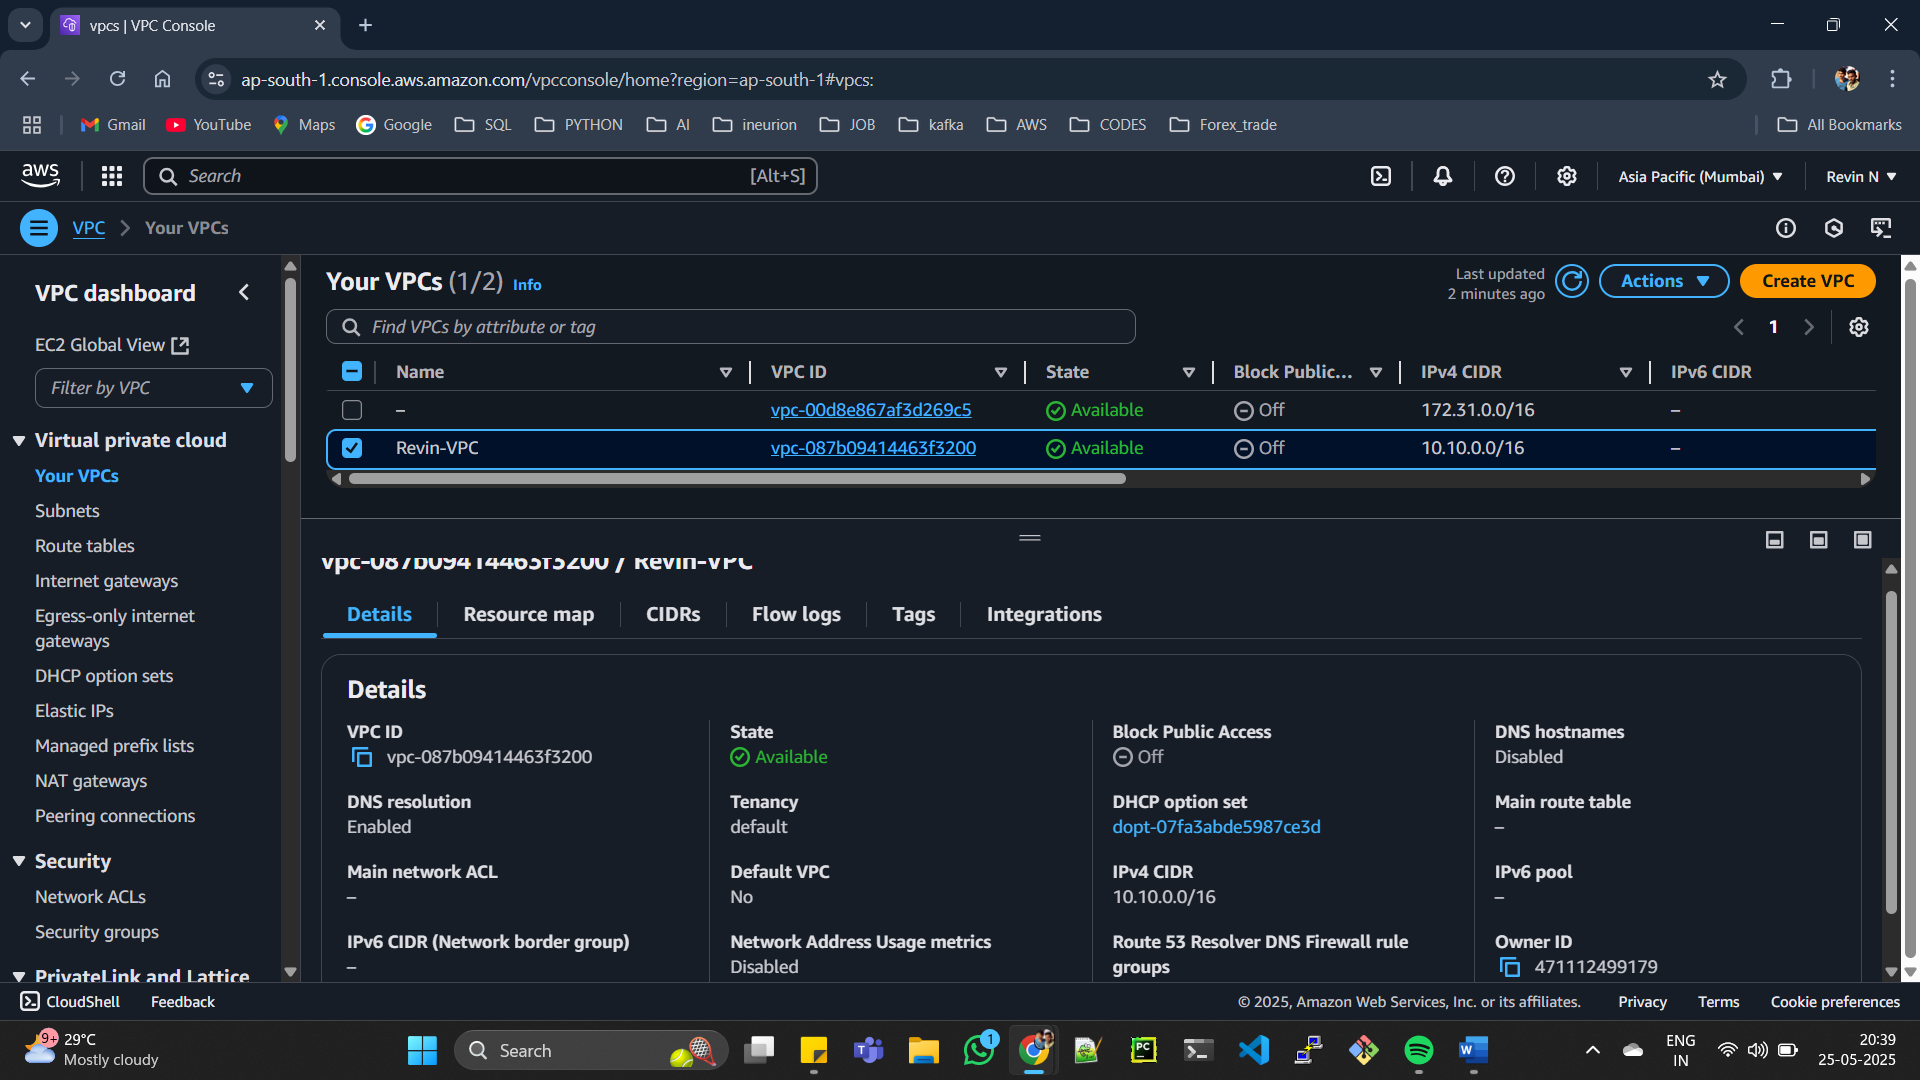 vpcs | VPC Console
ap-south-1.console.aws.amazon.com/vpcconsole/home?region=ap-south-1#vpcs:
Gmail YouTube Maps Google SQL PYTHON AI ineurion JOB kafka AWS CODES Forex_trade All Bookmarks
aws Search [Alt+S] Asia Pacific (Mumbai) Revin N
VPC Your VPCs
VPC dashboard
EC2 Global View
Filter by VPC
Virtual private cloud
Your VPCs
Subnets
Route tables
Internet gateways
Egress-only internet
gateways
DHCP option sets
Elastic IPs
Managed prefix lists
NAT gateways
Peering connections
Security
Network ACLs
Security groups
PrivateLink and Lattice
Your VPCs (1/2) Info
Last updated
2 minutes ago
Actions
Create VPC
Find VPCs by attribute or tag
1
Name VPC ID State Block Public... IPv4 CIDR IPv6 CIDR
– vpc-00d8e867af3d269c5 Available Off 172.31.0.0/16 –
Revin-VPC vpc-087b09414463f3200 Available Off 10.10.0.0/16 –
vpc-087b09414463f3200 / Revin-VPC
Details Resource map CIDRs Flow logs Tags Integrations
Details
VPC ID
vpc-087b09414463f3200
State
Available
Block Public Access
Off
DNS hostnames
Disabled
DNS resolution
Enabled
Tenancy
default
DHCP option set
dopt-07fa3abde5987ce3d
Main route table
–
Main network ACL
–
Default VPC
No
IPv4 CIDR
10.10.0.0/16
IPv6 pool
–
IPv6 CIDR (Network border group)
–
Network Address Usage metrics
Disabled
Route 53 Resolver DNS Firewall rule
groups
Owner ID
471112499179
CloudShell Feedback © 2025, Amazon Web Services, Inc. or its affiliates. Privacy Terms Cookie preferences
9+
29°C
Mostly cloudy
Search
1
ENG
IN
20:39
25-05-2025